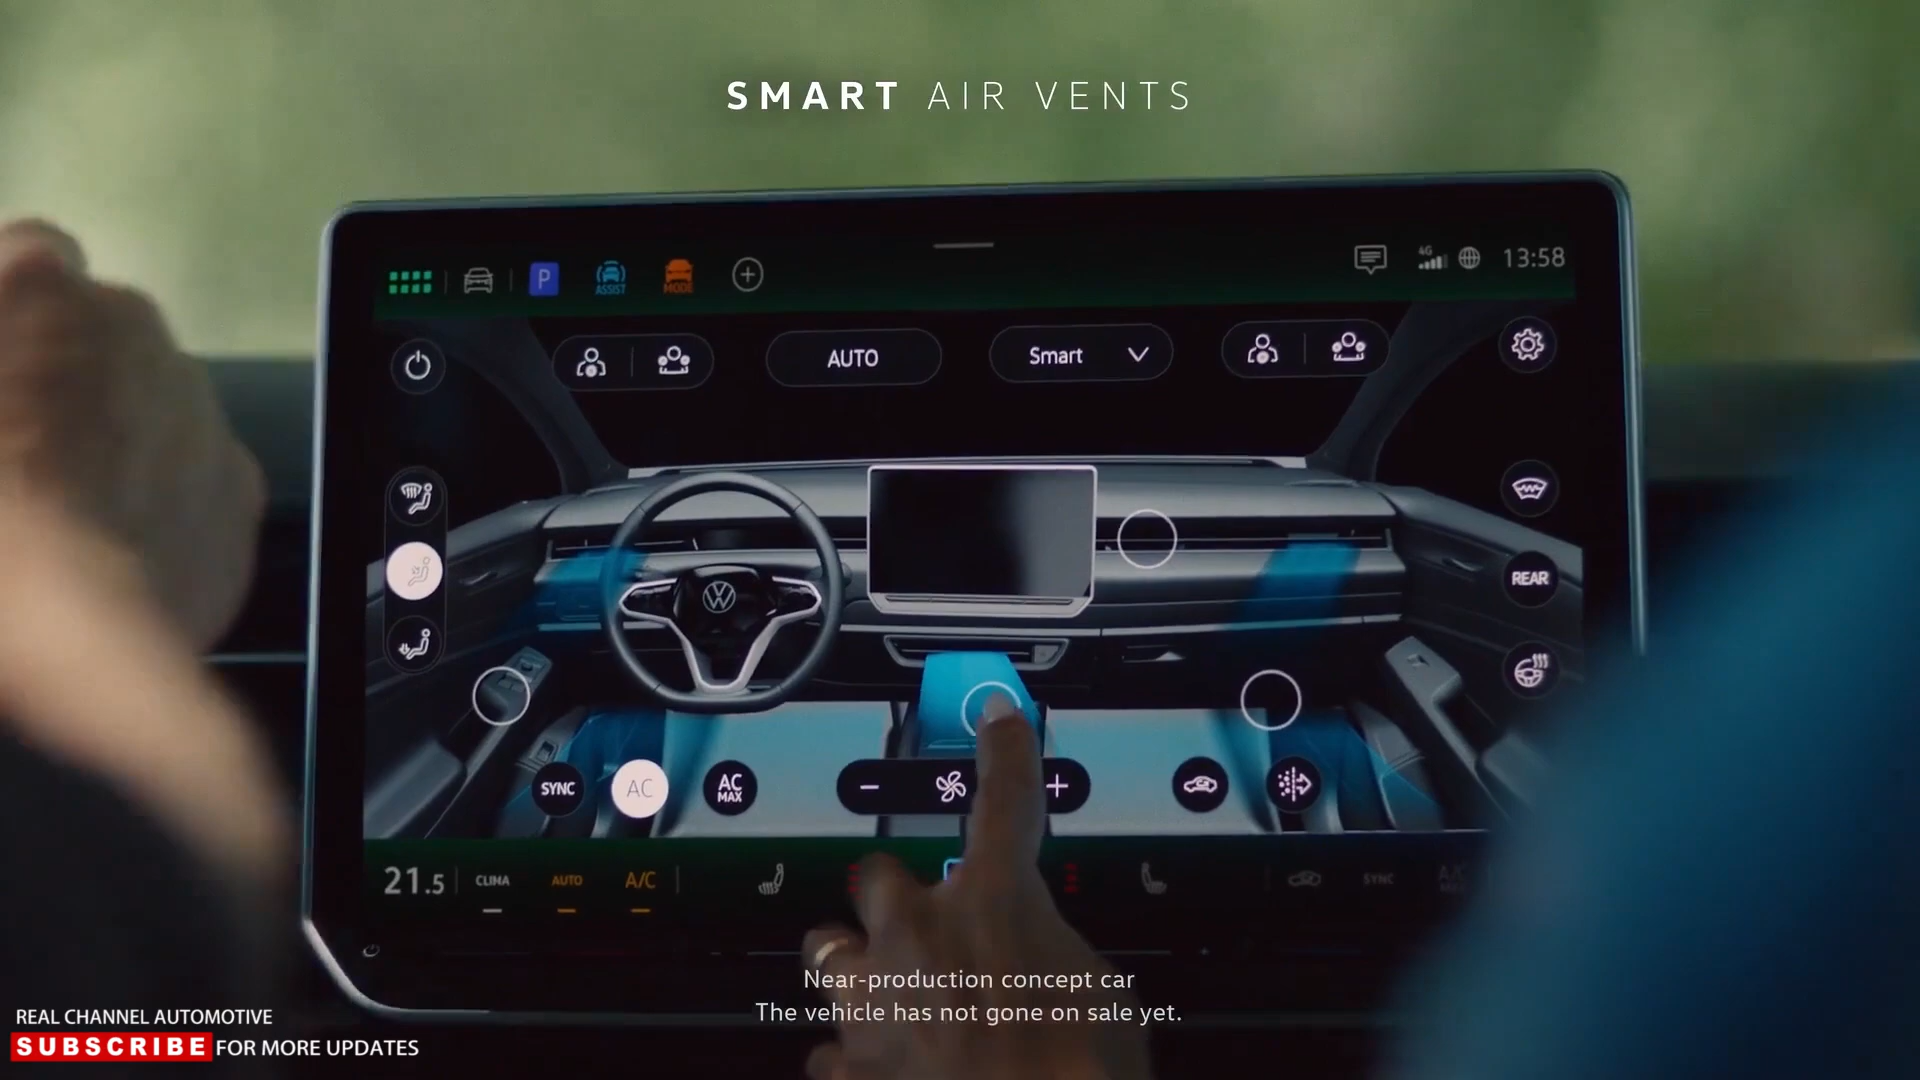 SMART AIR VENTS
P
ASSIST
MODE
4G
13:58
AUTO
Smart
REAR
SYNC
AC
AC
MAX
21.5
CLIMA
AUTO
A/C
SYNC
Near-production concept car
The vehicle has not gone on sale yet.
REAL CHANNEL AUTOMOTIVE
SUBSCRIBE FOR MORE UPDATES